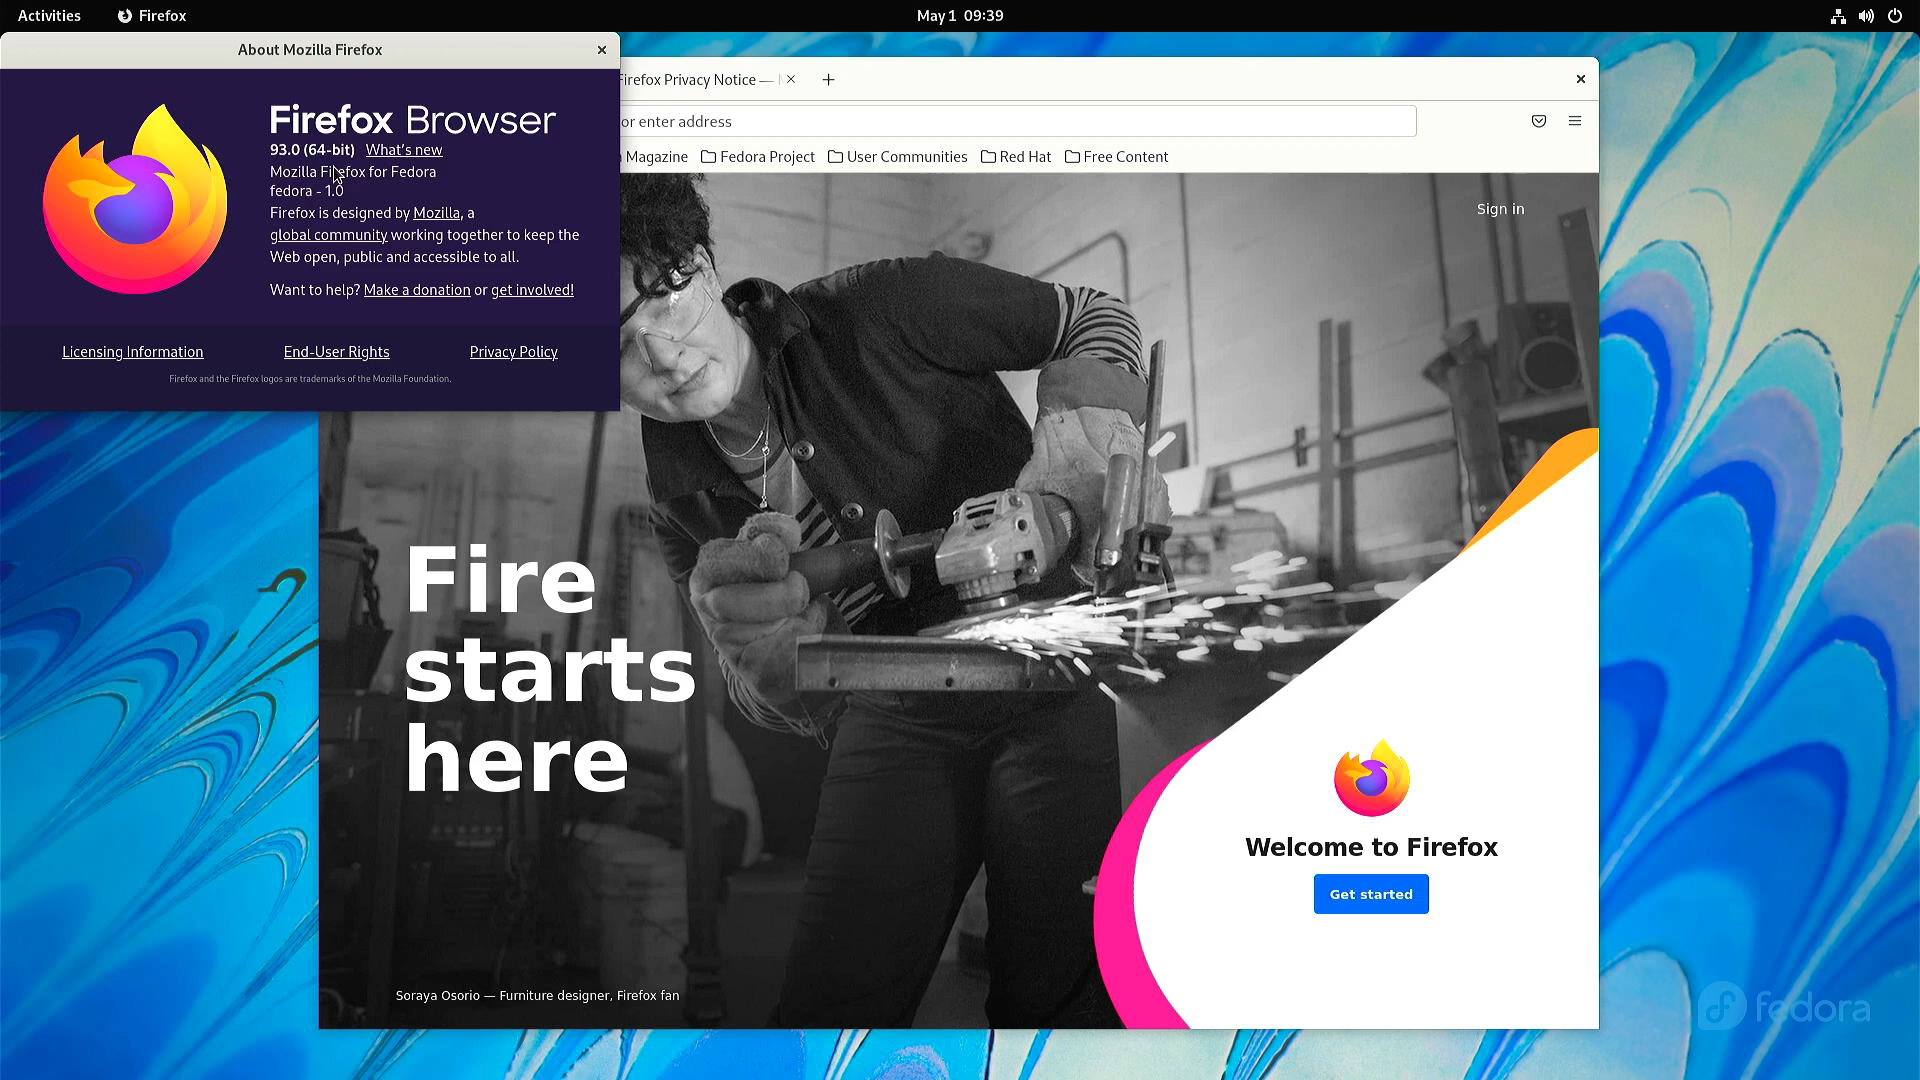 Activities
Firefox
May 1 09:39
About Mozilla Firefox
Firefox Browser
93.0 (64-bit) What's new
Mozilla Firefox for Fedora
fedora - 1.0
Firefox is designed by Mozilla, a
global community working together to keep the
Web open, public and accessible to all.
Want to help? Make a donation or get involved!
Licensing Information
End-User Rights
Privacy Policy
Firefox and the Firefox logos are trademarks of the Mozilla Foundation.
Firefox Privacy Notice —
or enter address
Magazine
Fedora Project
User Communities
Red Hat
Free Content
Sign in
Fire
starts
here
Welcome to Firefox
Get started
Soraya Osorio — Furniture designer, Firefox fan
fedora